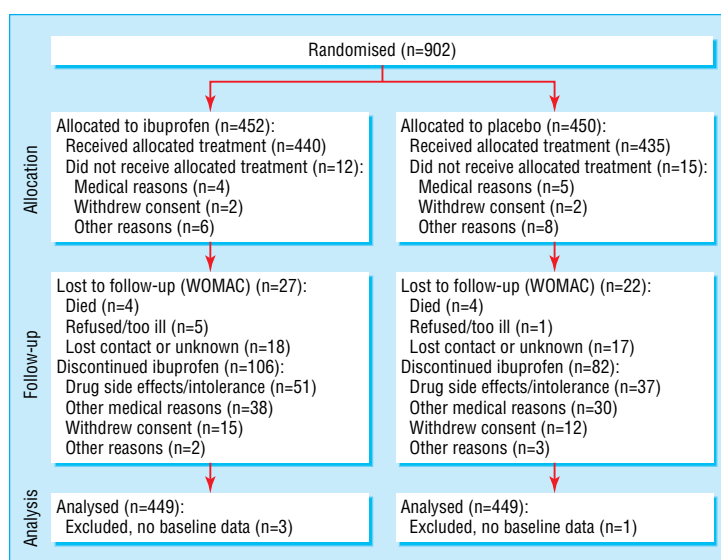 Randomised (n=902)
Allocation
Allocated to ibuprofen (n=452):
Received allocated treatment (n=440)
Did not receive allocated treatment (n=12):
Medical reasons (n=4)
Withdrew consent (n=2)
Other reasons (n=6)
Allocated to placebo (n=450):
Received allocated treatment (n=435)
Did not receive allocated treatment (n=15):
Medical reasons (n=5)
Withdrew consent (n=2)
Other reasons (n=8)
Follow-up
Lost to follow-up (WOMAC) (n=27):
Died (n=4)
Refused/too ill (n=5)
Lost contact or unknown (n=18)
Discontinued ibuprofen (n=106):
Drug side effects/intolerance (n=51)
Other medical reasons (n=38)
Withdrew consent (n=15)
Other reasons (n=2)
Lost to follow-up (WOMAC) (n=22):
Died (n=4)
Refused/too ill (n=1)
Lost contact or unknown (n=17)
Discontinued ibuprofen (n=82):
Drug side effects/intolerance (n=37)
Other medical reasons (n=30)
Withdrew consent (n=12)
Other reasons (n=3)
Analysis
Analysed (n=449):
Excluded, no baseline data (n=3)
Analysed (n=449):
Excluded, no baseline data (n=1)